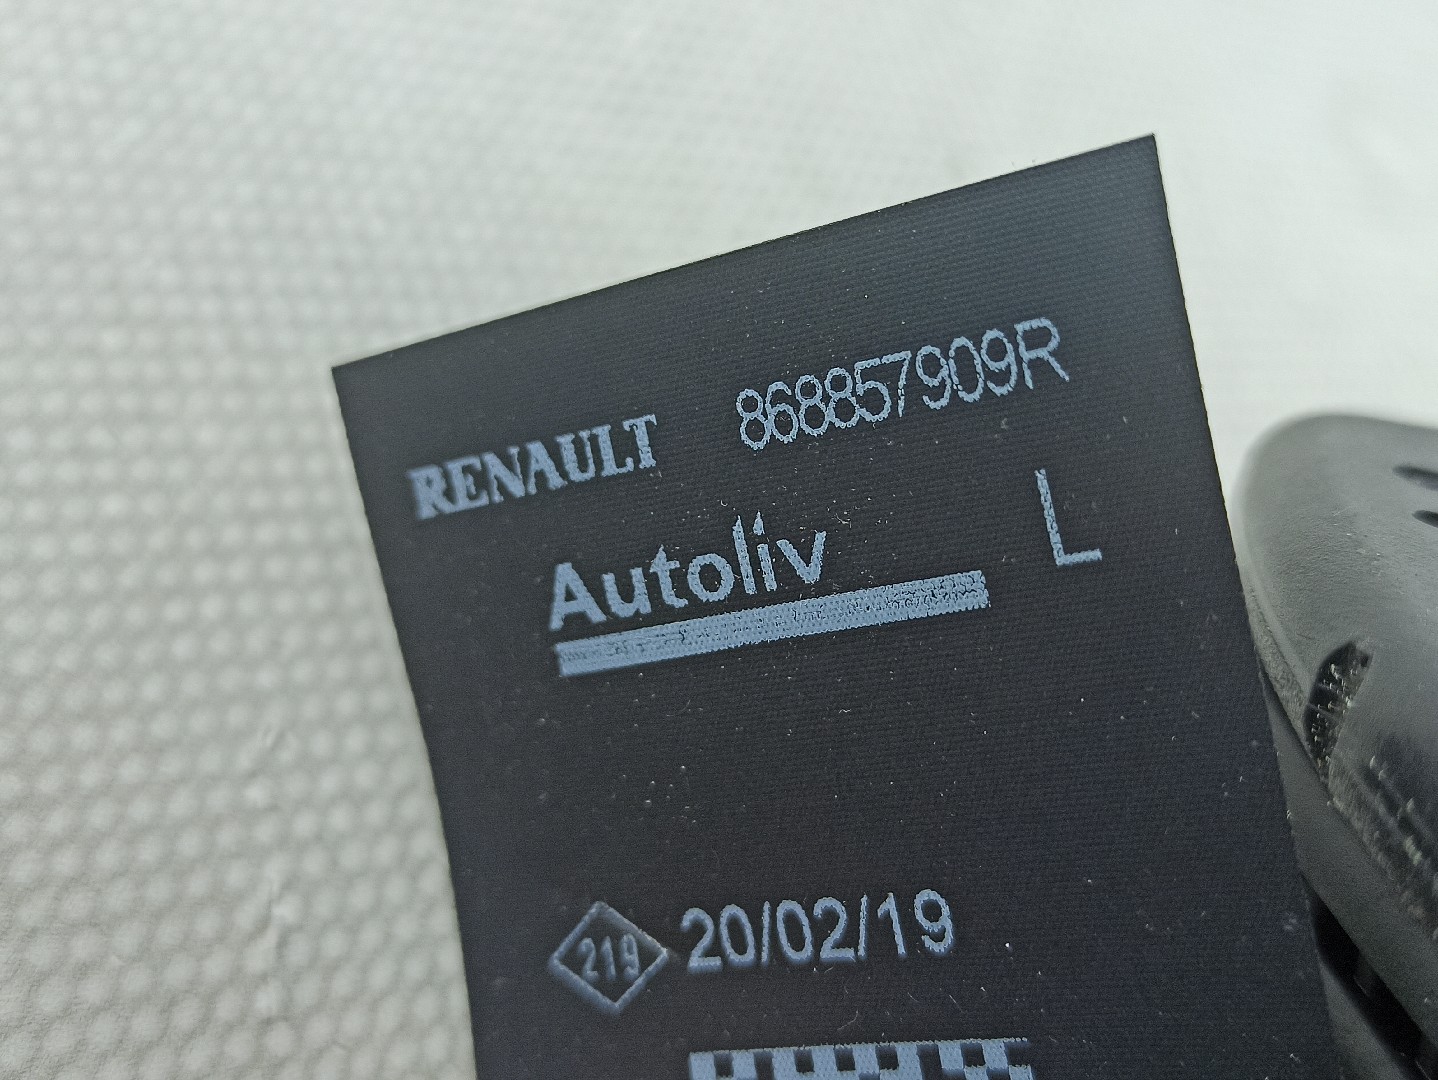 RENAULT 868857909R
Autoliv L
219 20/02/19